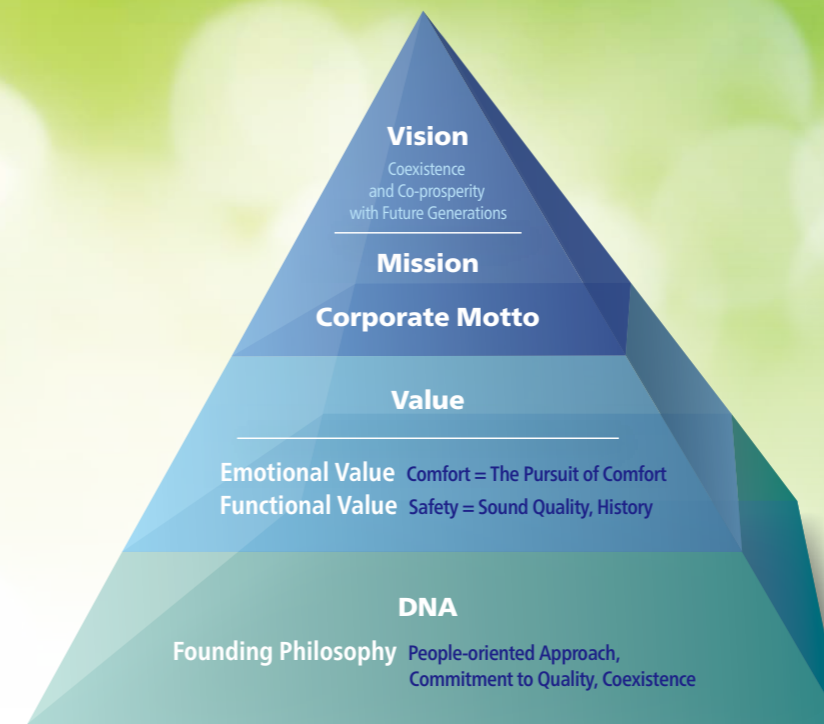 Vision
Coexistence
and Co-prosperity
with Future Generations
Mission
Corporate Motto
Value
Emotional Value Comfort = The Pursuit of Comfort
Functional Value Safety = Sound Quality, History
DNA
Founding Philosophy People-oriented Approach,
Commitment to Quality, Coexistence